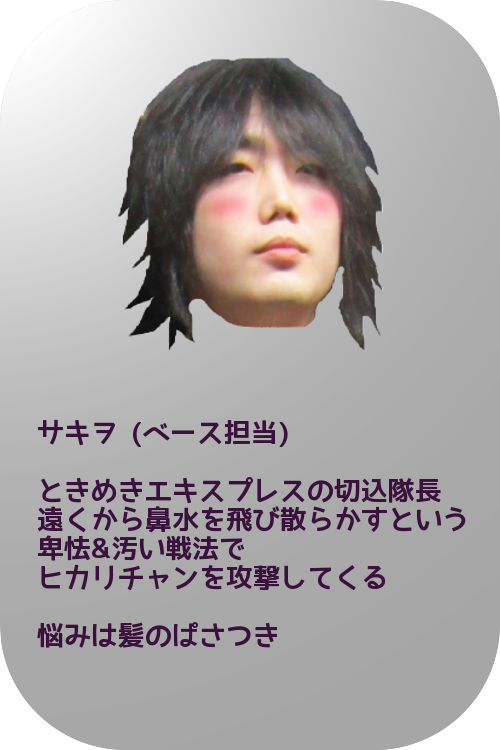 サキヲ (ベース担当)
ときめきエキスプレスの切込隊長
遠くから鼻水を飛び散らかすという
卑怯&汚い戦法で
ヒカリチャンを攻撃してくる
悩みは髪のぱさつき